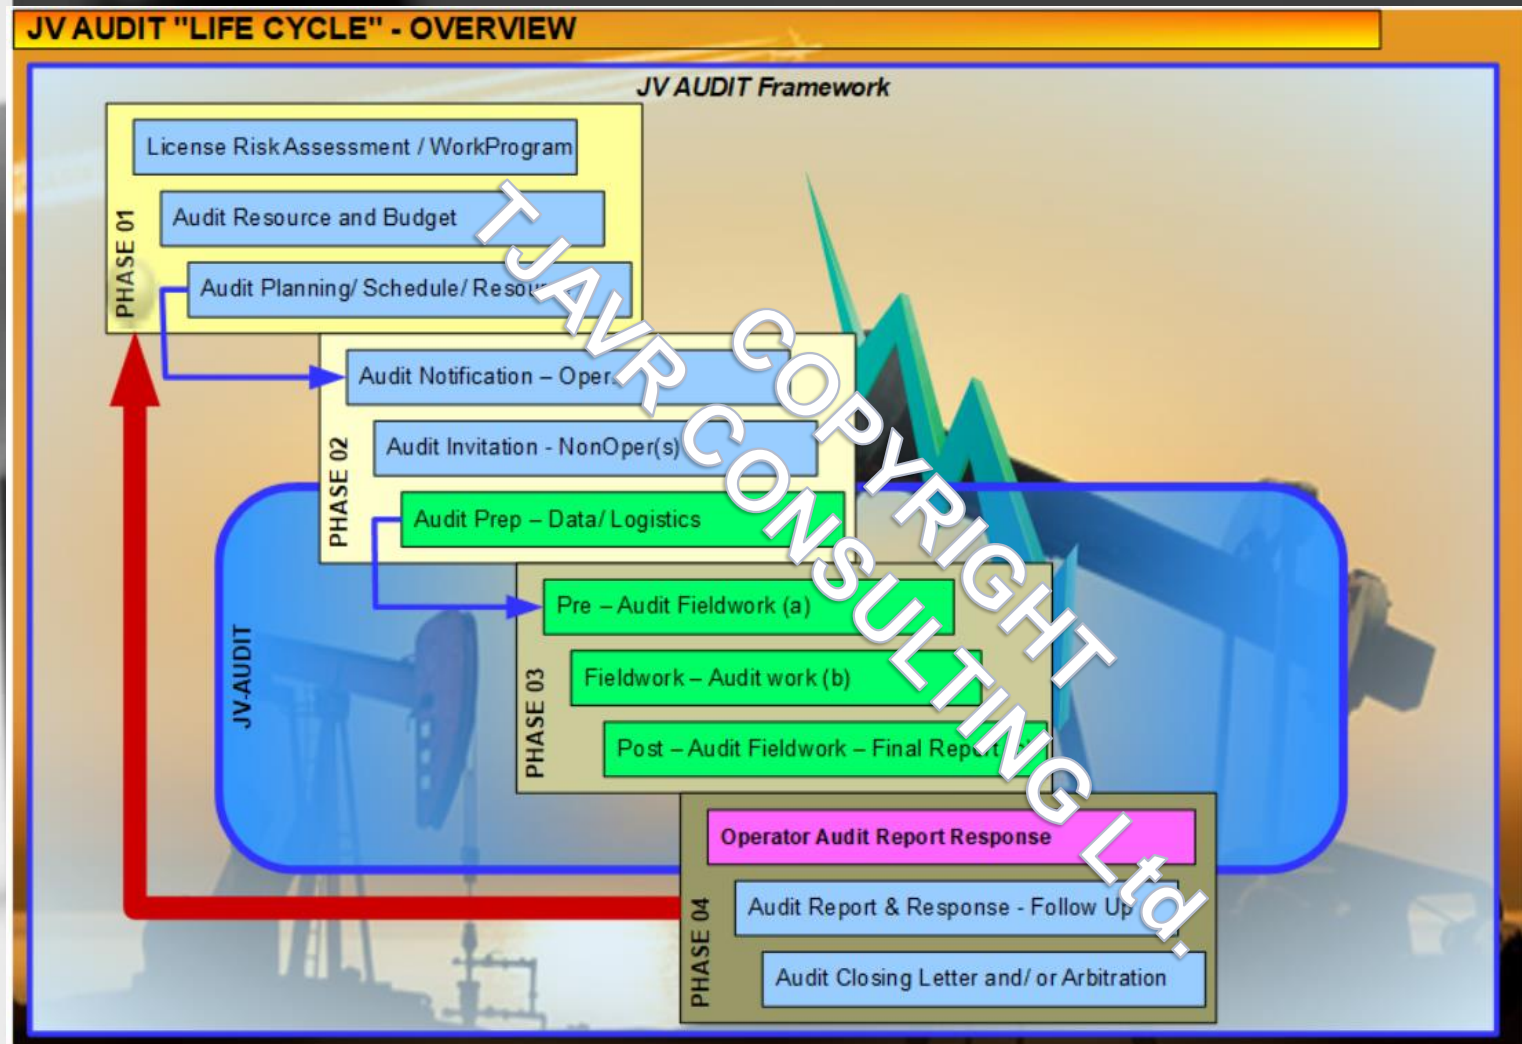 JV AUDIT "LIFE CYCLE" - OVERVIEW
JV AUDIT Framework
PHASE 01
License Risk Assessment / WorkProgram
Audit Resource and Budget
Audit Planning/ Schedule/
PHASE 02
Audit Notification – Oper.
Audit Invitation - NonOper(s)
Audit Prep – Data/ Logistics
JV-AUDIT
PHASE 03
Pre – Audit Fieldwork (a)
Fieldwork – Audit work (b)
Post – Audit Fieldwork – Final Report
PHASE 04
Operator Audit Report Response
Audit Report & Response - Follow Up
Audit Closing Letter and/ or Arbitration
COPYRIGHT
TJAVR CONSULTING Ltd.